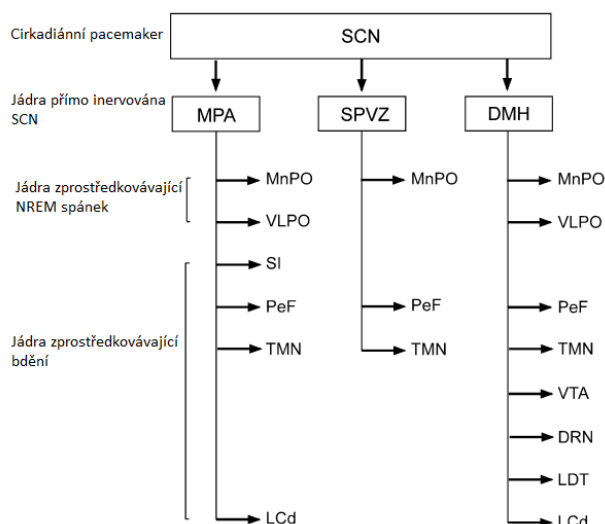 Cirkadiánní pacemaker
SCN
Jádra přímo inervována
SCN
MPA
SPVZ
DMH
Jádra zprostředkovávající
NREM spánek
MnPO
MnPO
MnPO
VLPO
VLPO
SI
Jádra zprostředkovávající
bdění
PeF
PeF
PeF
TMN
TMN
TMN
VTA
DRN
LDT
LCd
LCd